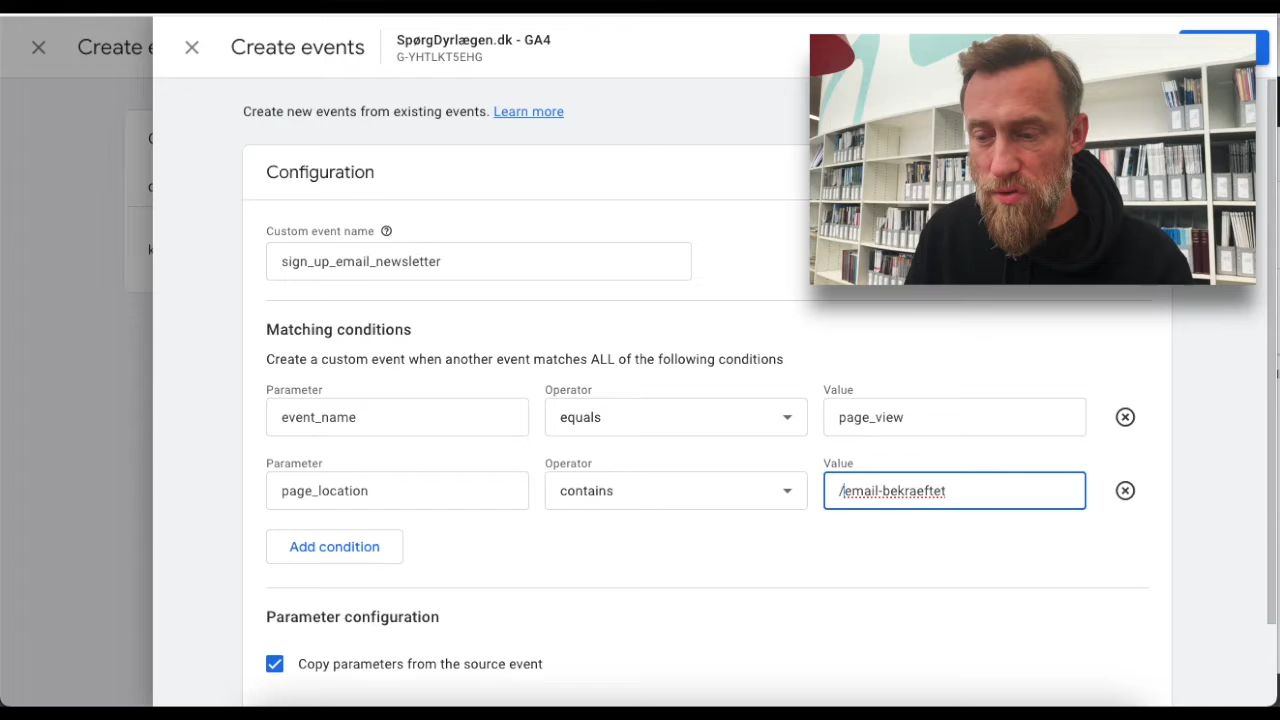 Create e
Create events
SpørgDyrlægen.dk - GA4
G-YHTLKT5EHG
Create new events from existing events. Learn more
Configuration
Custom event name
sign_up_email_newsletter
Matching conditions
Create a custom event when another event matches ALL of the following conditions
Parameter Operator Value
event_name equals page_view
Parameter Operator Value
page_location contains /email-bekraeftet
Add condition
Parameter configuration
Copy parameters from the source event